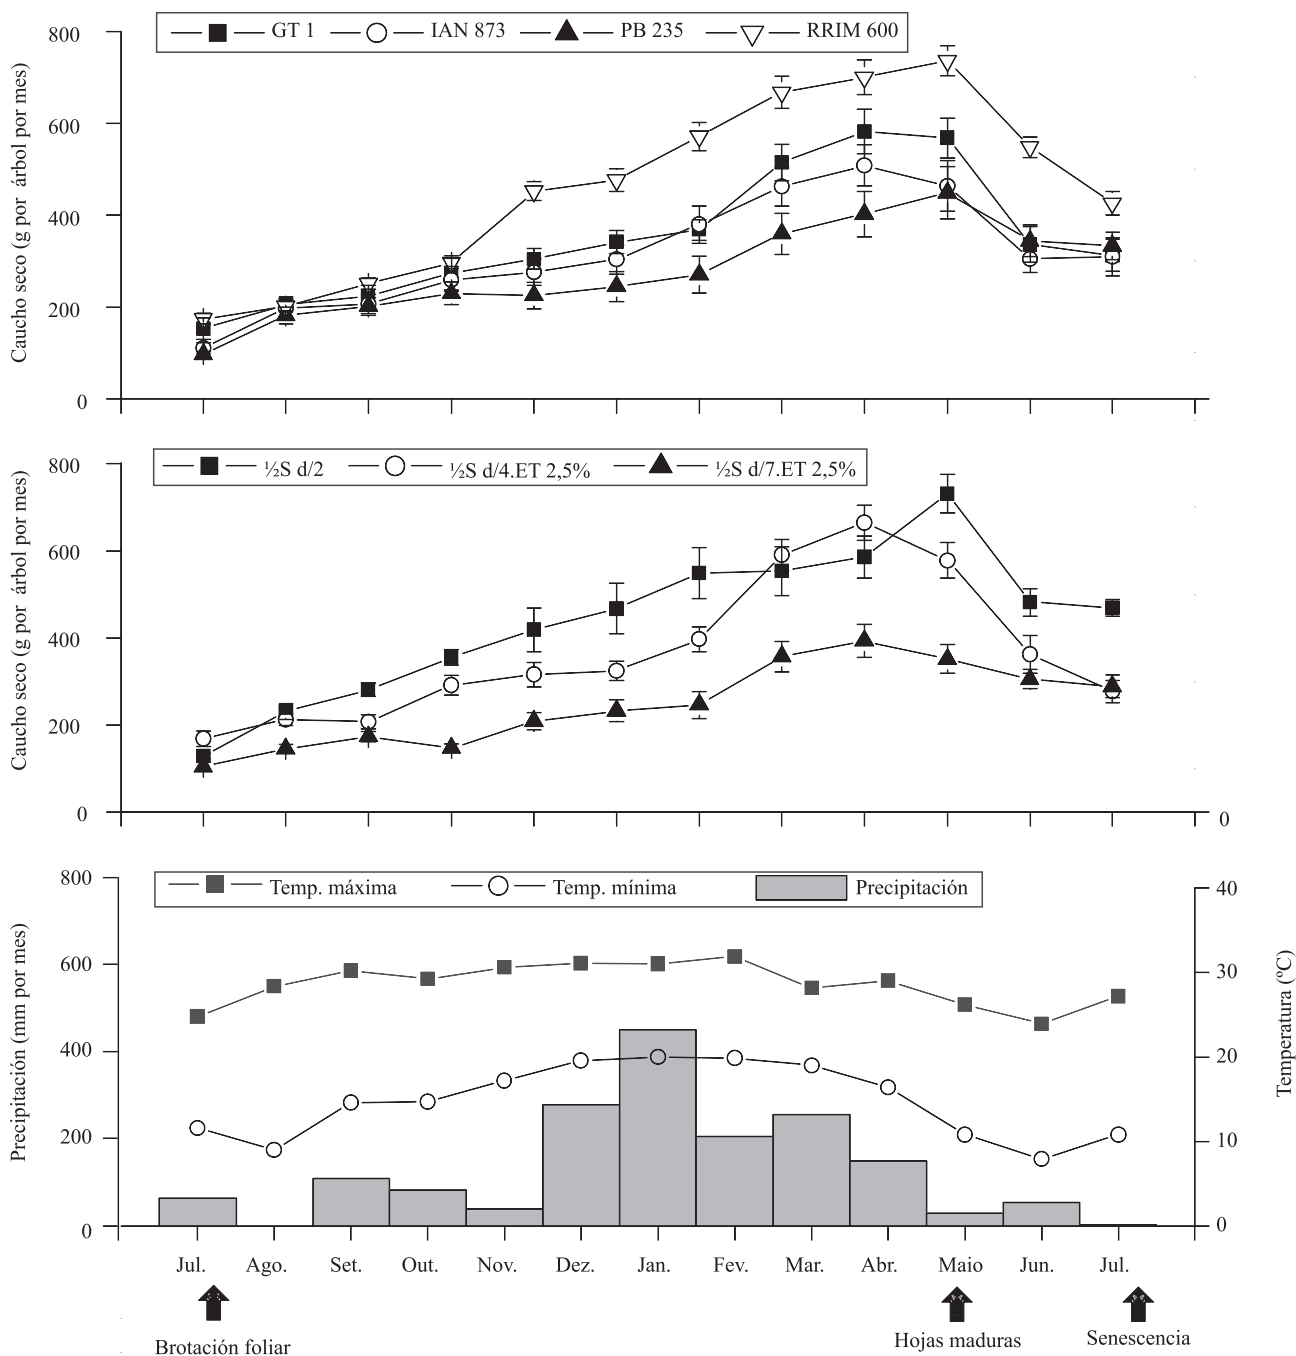 GT 1 IAN 873 PB 235 RRIM 600
800
600
400
200
0
Caucho seco (g por árbol por mes)
½S d/2 ½S d/4.ET 2,5% ½S d/7.ET 2,5%
800
600
400
200
0
0
Caucho seco (g por árbol por mes)
Temp. máxima Temp. mínima Precipitación
800
600
400
200
0
Precipitación (mm por mes)
40
30
20
10
0
Temperatura (ºC)
Jul. Ago. Set. Out. Nov. Dez. Jan. Fev. Mar. Abr. Maio Jun. Jul.
Brotación foliar Hojas maduras Senescencia